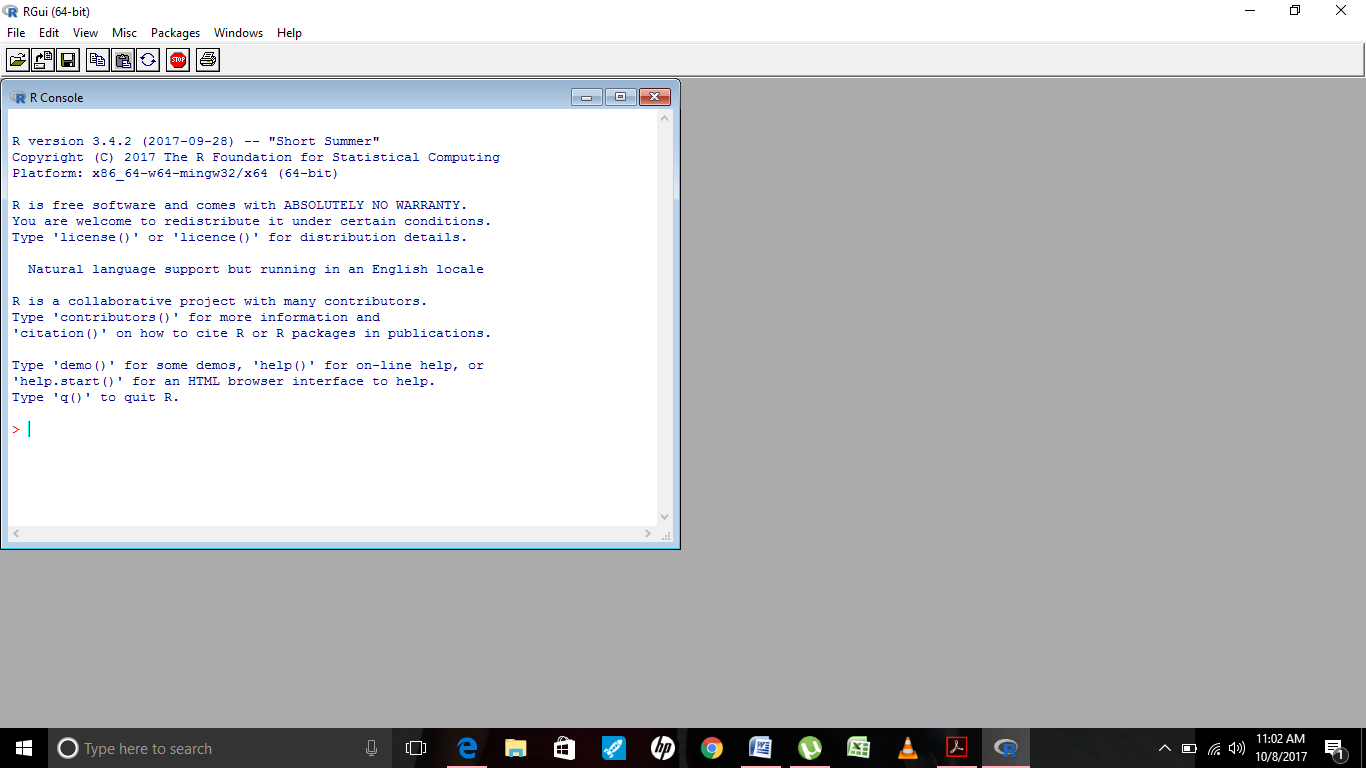 RGui (64-bit)
File Edit View Misc Packages Windows Help
STOP
R Console
R version 3.4.2 (2017-09-28) -- "Short Summer"
Copyright (C) 2017 The R Foundation for Statistical Computing
Platform: x86_64-w64-mingw32/x64 (64-bit)
R is free software and comes with ABSOLUTELY NO WARRANTY.
You are welcome to redistribute it under certain conditions.
Type 'license()' or 'licence()' for distribution details.
Natural language support but running in an English locale
R is a collaborative project with many contributors.
Type 'contributors()' for more information and
'citation()' on how to cite R or R packages in publications.
Type 'demo()' for some demos, 'help()' for on-line help, or
'help.start()' for an HTML browser interface to help.
Type 'q()' to quit R.
>
Type here to search
hp
11:02 AM
10/8/2017
1